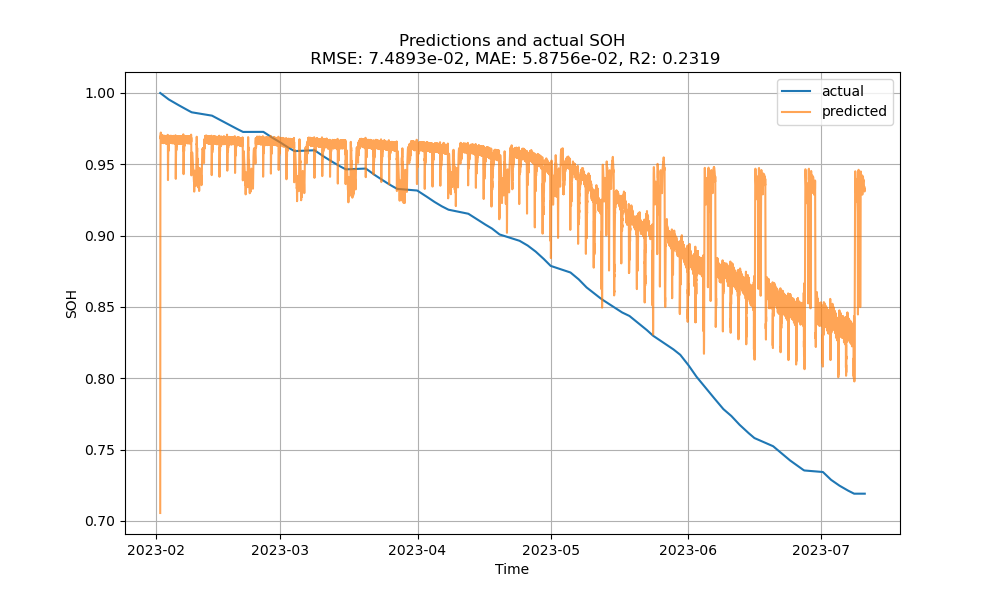 Predictions and actual SOH
RMSE: 7.4893e-02, MAE: 5.8756e-02, R2: 0.2319
actual
predicted
1.00
0.95
0.90
0.85
0.80
0.75
0.70
SOH
2023-02
2023-03
2023-04
2023-05
2023-06
2023-07
Time